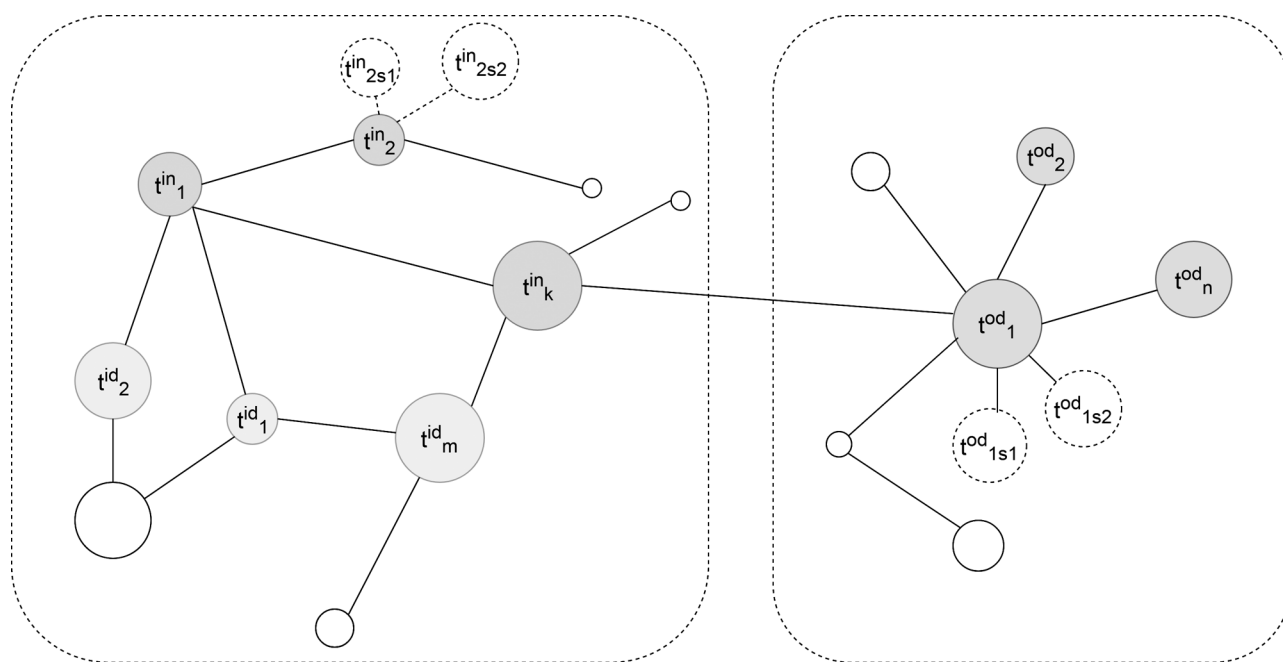 t^in_2s1
t^in_2s2
t^in_2
t^in_1
t^in_k
t^id_2
t^id_1
t^id_m
t^od_2
t^od_n
t^od_1
t^od_1s2
t^od_1s1